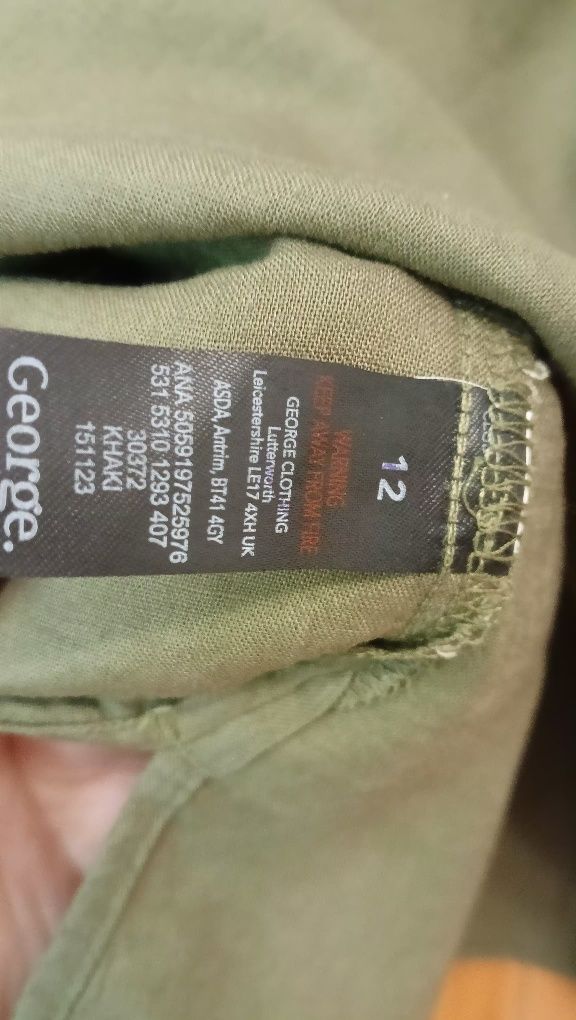 12
WARNING
KEEP AWAY FROM FIRE
GEORGE CLOTHING
Lutterworth
Leicestershire LE17 4XH UK
ASDA, Antrim, BT41 4GY
ANA 5059197525976
531 5310 1283 407
30372
KHAKI
151123
George.